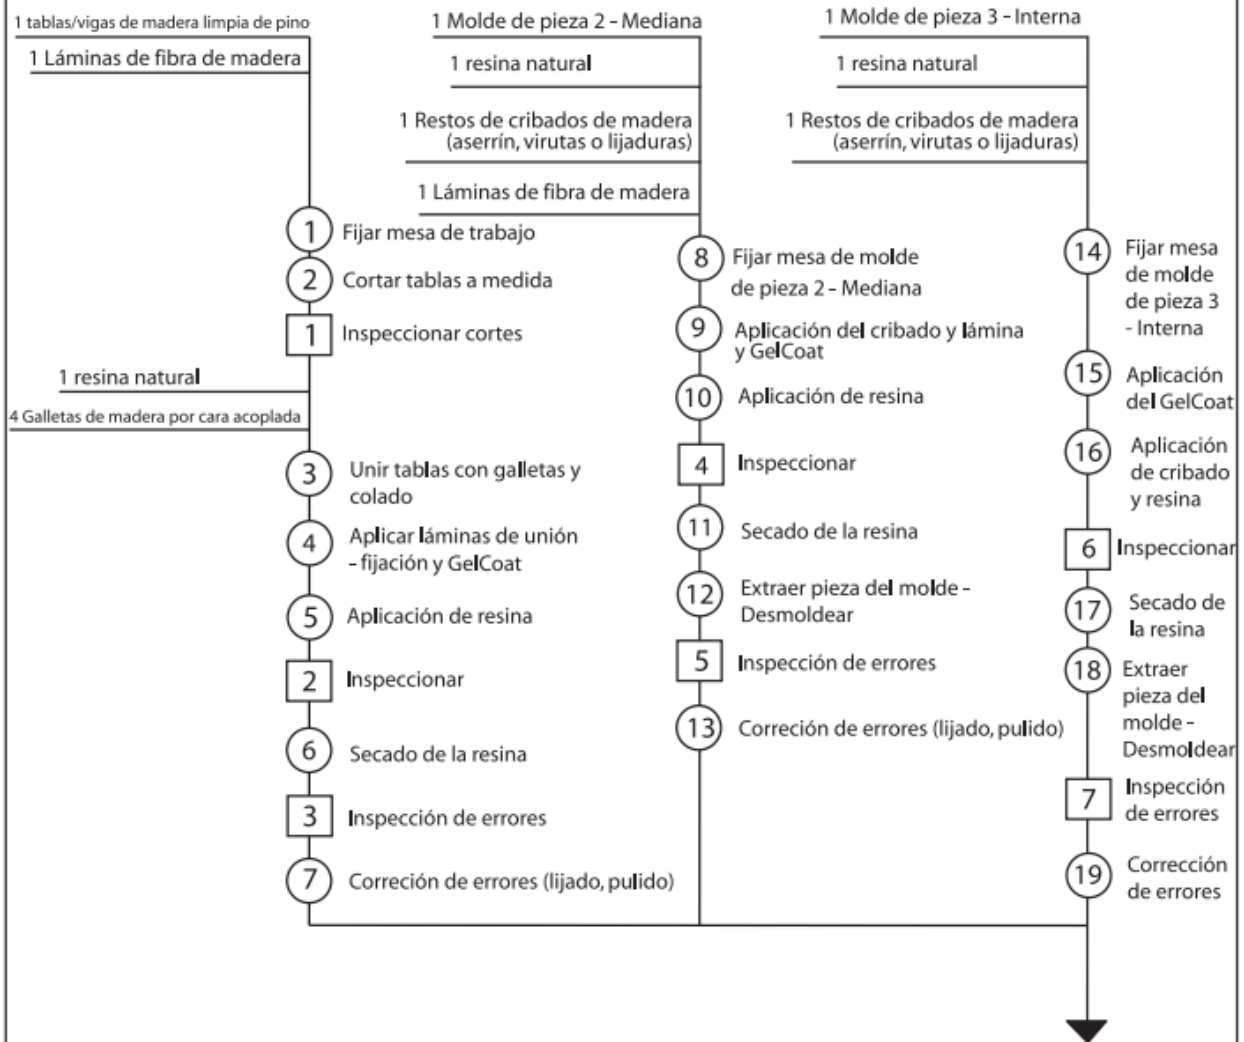 1 tablas/vigas de madera limpia de pino
1 Láminas de fibra de madera
1
Fijar mesa de trabajo
2
Cortar tablas a medida
1
Inspeccionar cortes
1 resina natural
4 Galletas de madera por cara acoplada
3
Unir tablas con galletas y
colado
4
Aplicar láminas de unión
- fijación y GelCoat
5
Aplicación de resina
2
Inspeccionar
6
Secado de la resina
3
Inspección de errores
7
Correción de errores (lijado, pulido)
1 Molde de pieza 2 - Mediana
1 resina natural
1 Restos de cribados de madera
(aserrín, virutas o lijaduras)
1 Láminas de fibra de madera
8
Fijar mesa de molde
de pieza 2 - Mediana
9
Aplicación del cribado y lámina
y GelCoat
10
Aplicación de resina
4
Inspeccionar
11
Secado de la resina
12
Extraer pieza del molde -
Desmoldear
5
Inspección de errores
13
Correción de errores (lijado, pulido)
1 Molde de pieza 3 - Interna
1 resina natural
1 Restos de cribados de madera
(aserrín, virutas o lijaduras)
14
Fijar mesa
de molde
de pieza 3
- Interna
15
Aplicación
del GelCoat
16
Aplicación
de cribado
y resina
6
Inspeccionar
17
Secado de
la resina
18
Extraer
pieza del
molde -
Desmoldear
7
Inspección
de errores
19
Corrección
de errores